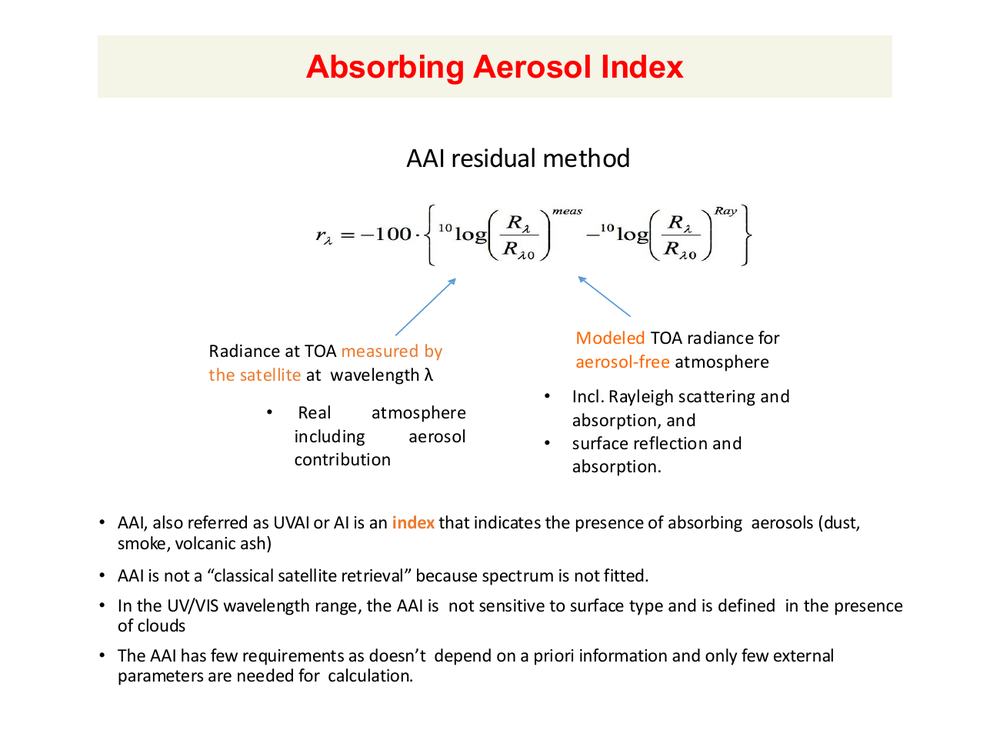 Absorbing Aerosol Index
AAI residual method
r_λ = −100 · { ¹⁰log(R_λ / R_λ0)^meas − ¹⁰log(R_λ / R_λ0)^Ray }
Radiance at TOA measured by
the satellite at wavelength λ
• Real atmosphere
including aerosol
contribution
Modeled TOA radiance for
aerosol-free atmosphere
• Incl. Rayleigh scattering and
absorption, and
• surface reflection and
absorption.
• AAI, also referred as UVAI or AI is an index that indicates the presence of absorbing aerosols (dust,
smoke, volcanic ash)
• AAI is not a “classical satellite retrieval” because spectrum is not fitted.
• In the UV/VIS wavelength range, the AAI is not sensitive to surface type and is defined in the presence
of clouds
• The AAI has few requirements as doesn’t depend on a priori information and only few external
parameters are needed for calculation.